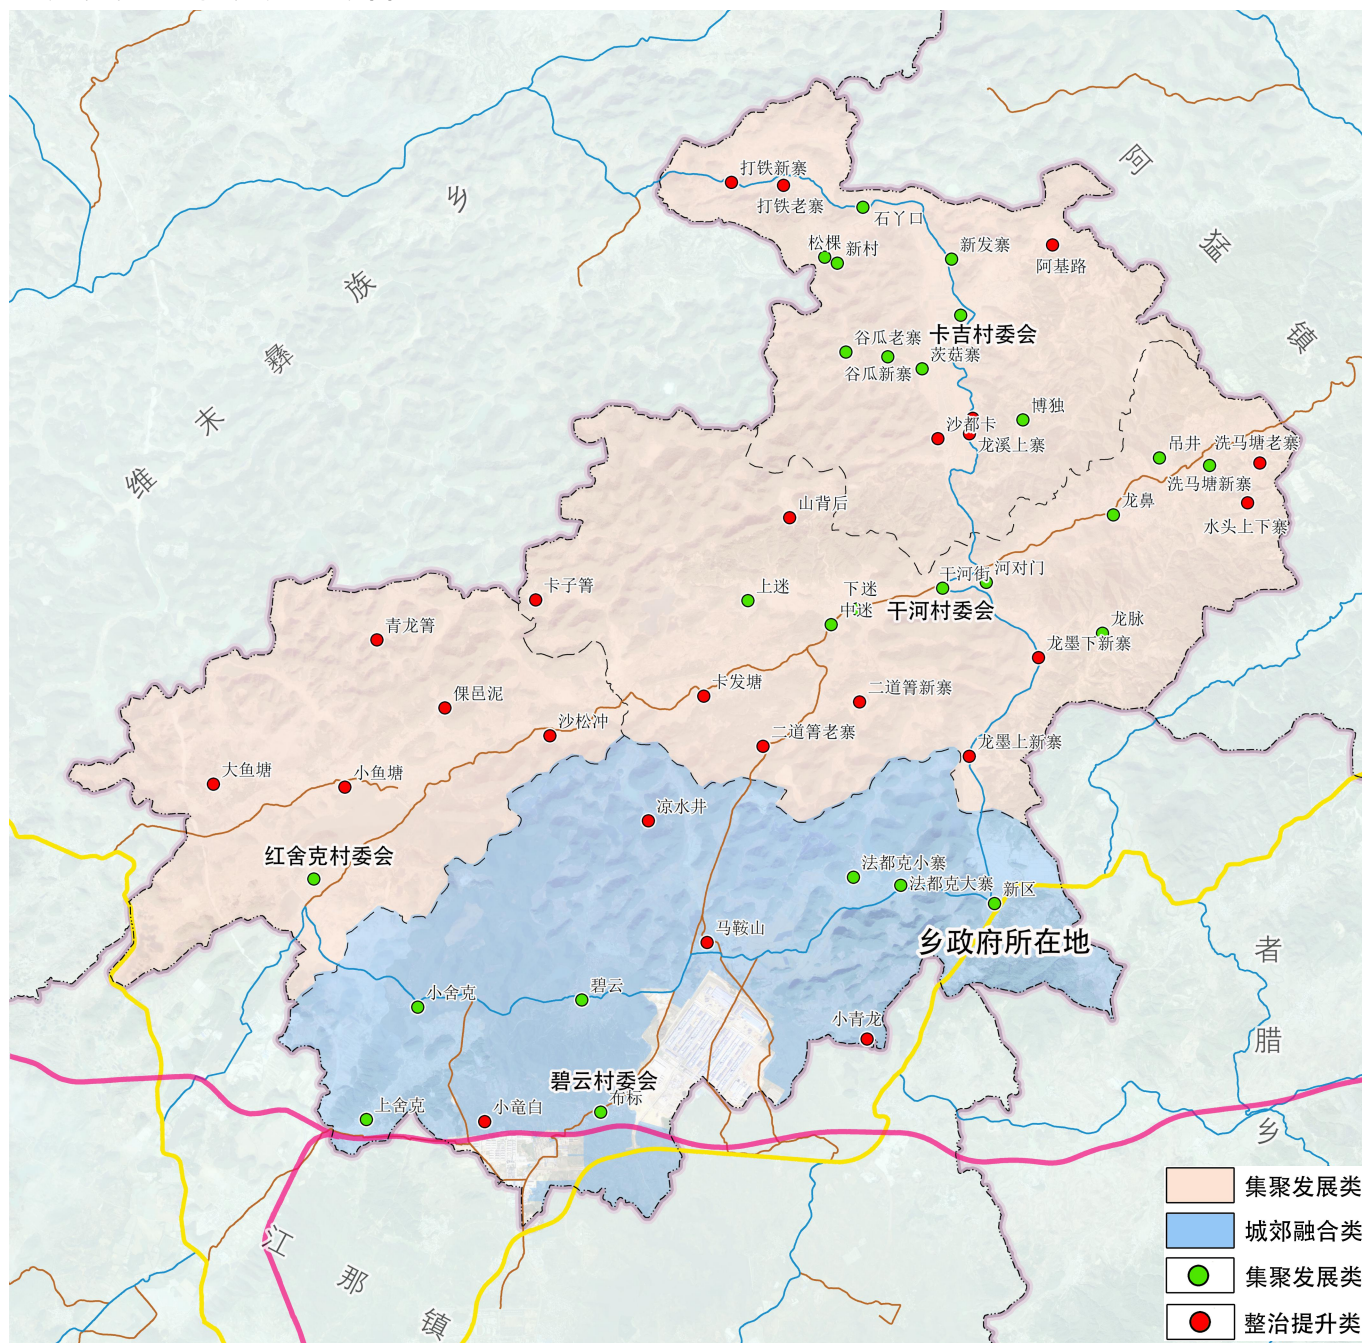 阿
猛
镇
维
末
彝
族
乡
打铁新寨
打铁老寨
石丫口
松棵
新村
新发寨
阿基路
卡吉村委会
谷瓜老寨
谷瓜新寨
茨菇寨
博独
沙都卡
龙溪上寨
吊井
洗马塘老寨
洗马塘新寨
水头上下寨
龙鼻
山背后
卡子箐
上迷
下迷
中迷
干河街
河对门
干河村委会
龙脉
龙墨下新寨
青龙箐
倮邑泥
沙松冲
卡发塘
二道箐新寨
二道箐老寨
龙墨上新寨
大鱼塘
小鱼塘
凉水井
红舍克村委会
法都克小寨
法都克大寨
新区
乡政府所在地
马鞍山
小舍克
碧云
小青龙
碧云村委会
布标
上舍克
小竜白
者
腊
乡
江
那
镇
集聚发展类
城郊融合类
集聚发展类
整治提升类